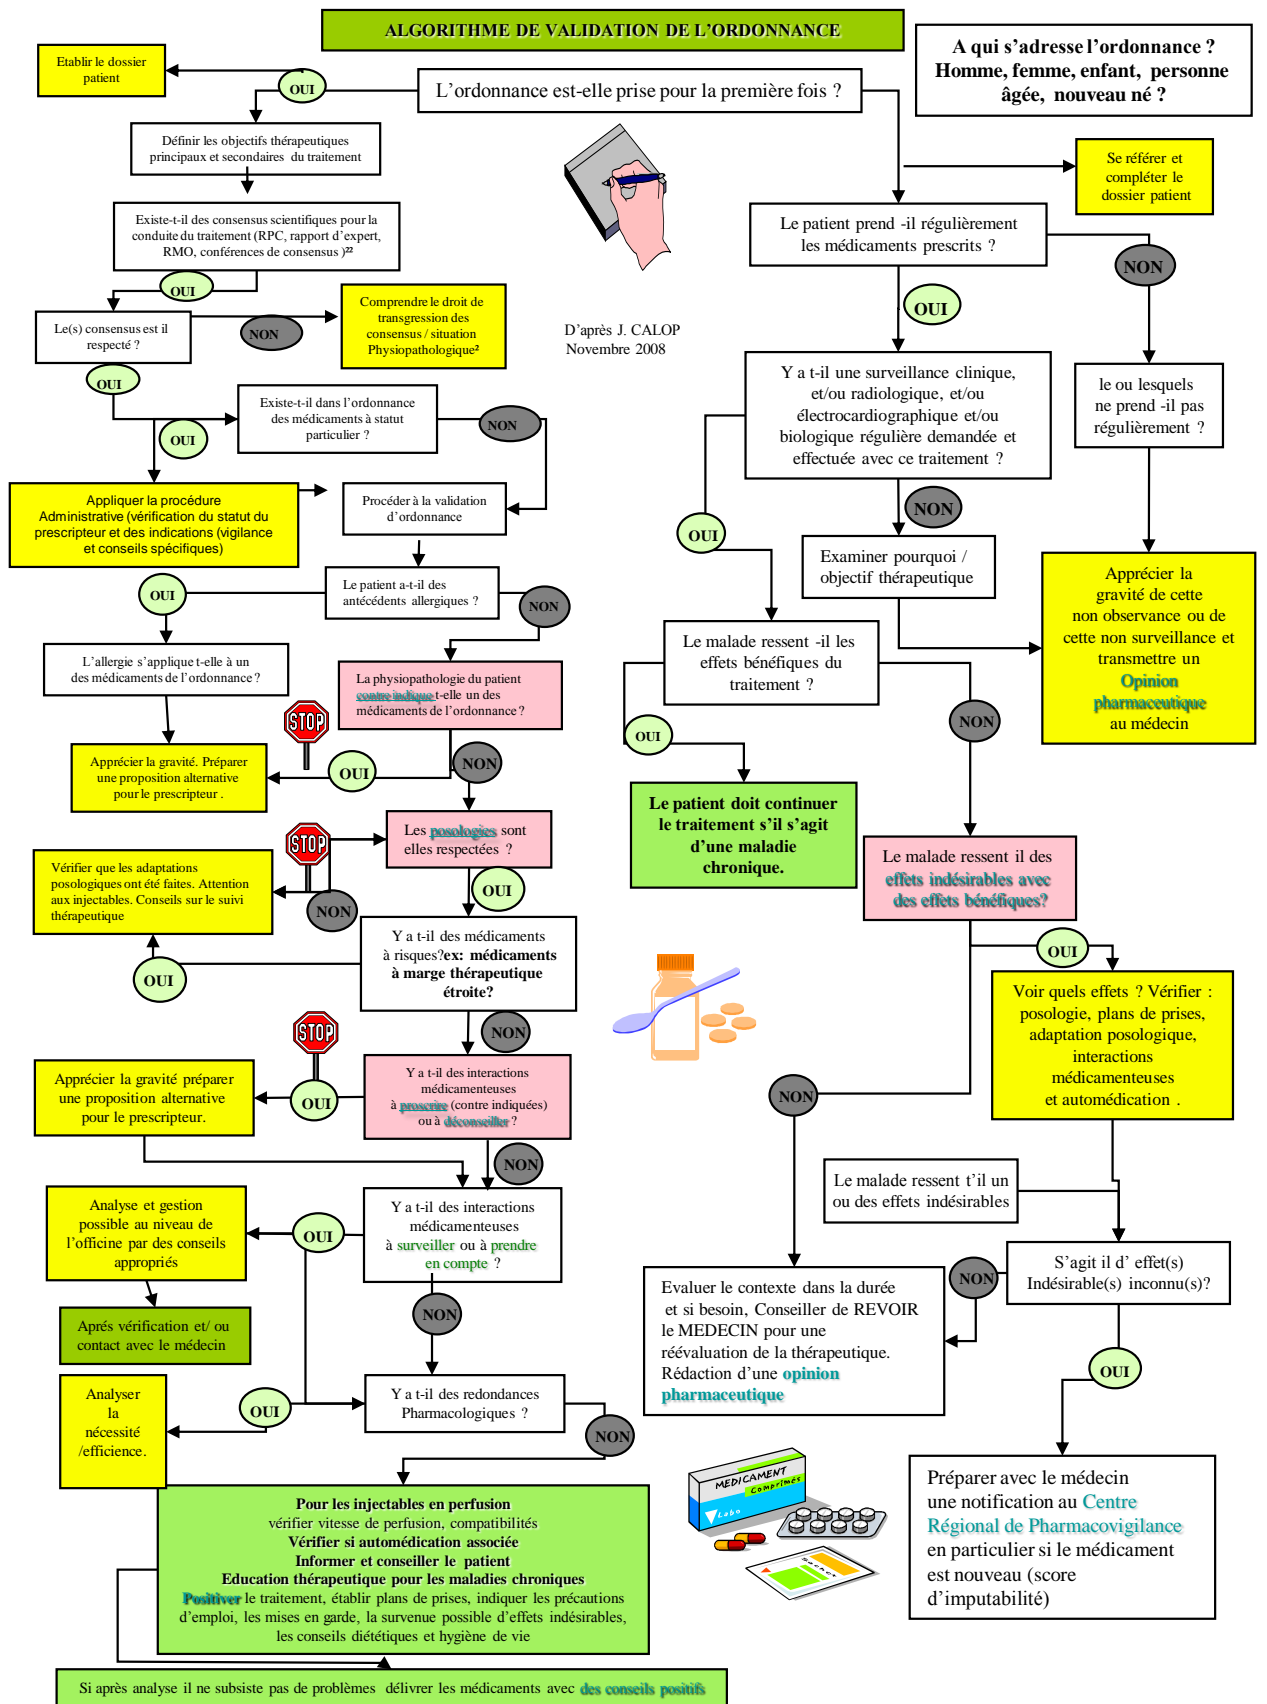 ALGORITHME DE VALIDATION DE L'ORDONNANCE
A qui s'adresse l'ordonnance ?
Homme, femme, enfant, personne
âgée, nouveau né ?
Etablir le dossier
patient
OUI
L'ordonnance est-elle prise pour la première fois ?
Définir les objectifs thérapeutiques
principaux et secondaires du traitement
Existe-t-il des consensus scientifiques pour la
conduite du traitement (RPC, rapport d'expert,
RMO, conférences de consensus )²²
OUI
Le(s) consensus est il
respecté ?
NON
Comprendre le droit de
transgression des
consensus / situation
Physiopathologique²
OUI
Existe-t-il dans l'ordonnance
des médicaments à statut
particulier ?
OUI
NON
Appliquer la procédure
Administrative (vérification du statut du
prescripteur et des indications (vigilance
et conseils spécifiques)
Procéder à la validation
d'ordonnance
Le patient a-t-il des
antécédents allergiques ?
OUI
NON
L'allergie s'applique t-elle à un
des médicaments de l'ordonnance ?
La physiopathologie du patient
contre indique t-elle un des
médicaments de l'ordonnance ?
STOP
OUI
NON
Apprécier la gravité. Préparer
une proposition alternative
pour le prescripteur .
Les posologies sont
elles respectées ?
STOP
Vérifier que les adaptations
posologiques ont été faites. Attention
aux injectables. Conseils sur le suivi
thérapeutique
NON
OUI
Y a t-il des médicaments
à risques?ex: médicaments
à marge thérapeutique
étroite?
OUI
NON
STOP
Y a t-il des interactions
médicamenteuses
à proscrire (contre indiquées)
ou à déconseiller ?
OUI
Apprécier la gravité préparer
une proposition alternative
pour le prescripteur.
NON
Y a t-il des interactions
médicamenteuses
à surveiller ou à prendre
en compte ?
OUI
Analyse et gestion
possible au niveau de
l'officine par des conseils
appropriés
Aprés vérification et/ ou
contact avec le médecin
NON
Y a t-il des redondances
Pharmacologiques ?
OUI
Analyser
la
nécessité
/efficience.
NON
Pour les injectables en perfusion
vérifier vitesse de perfusion, compatibilités
Vérifier si automédication associée
Informer et conseiller le patient
Education thérapeutique pour les maladies chroniques
Positiver le traitement, établir plans de prises, indiquer les précautions
d'emploi, les mises en garde, la survenue possible d'effets indésirables,
les conseils diététiques et hygiène de vie
Si après analyse il ne subsiste pas de problèmes délivrer les médicaments avec des conseils positifs
D'après J. CALOP
Novembre 2008
Se référer et
compléter le
dossier patient
Le patient prend -il régulièrement
les médicaments prescrits ?
NON
OUI
Y a t-il une surveillance clinique,
et/ou radiologique, et/ou
électrocardiographique et/ou
biologique régulière demandée et
effectuée avec ce traitement ?
le ou lesquels
ne prend -il pas
régulièrement ?
NON
OUI
Examiner pourquoi /
objectif thérapeutique
Apprécier la
gravité de cette
non observance ou de
cette non surveillance et
transmettre un
Opinion
pharmaceutique
au médecin
Le malade ressent -il les
effets bénéfiques du
traitement ?
OUI
NON
Le patient doit continuer
le traitement s'il s'agit
d'une maladie
chronique.
Le malade ressent il des
effets indésirables avec
des effets bénéfiques?
OUI
Voir quels effets ? Vérifier :
posologie, plans de prises,
adaptation posologique,
interactions
médicamenteuses
et automédication .
NON
Le malade ressent t'il un
ou des effets indésirables
S'agit il d' effet(s)
Indésirable(s) inconnu(s)?
NON
Evaluer le contexte dans la durée
et si besoin, Conseiller de REVOIR
le MEDECIN pour une
réévaluation de la thérapeutique.
Rédaction d'une opinion
pharmaceutique
OUI
Préparer avec le médecin
une notification au Centre
Régional de Pharmacovigilance
en particulier si le médicament
est nouveau (score
d'imputabilité)
MEDICAMENT
Comprimés
Labo
Sachet